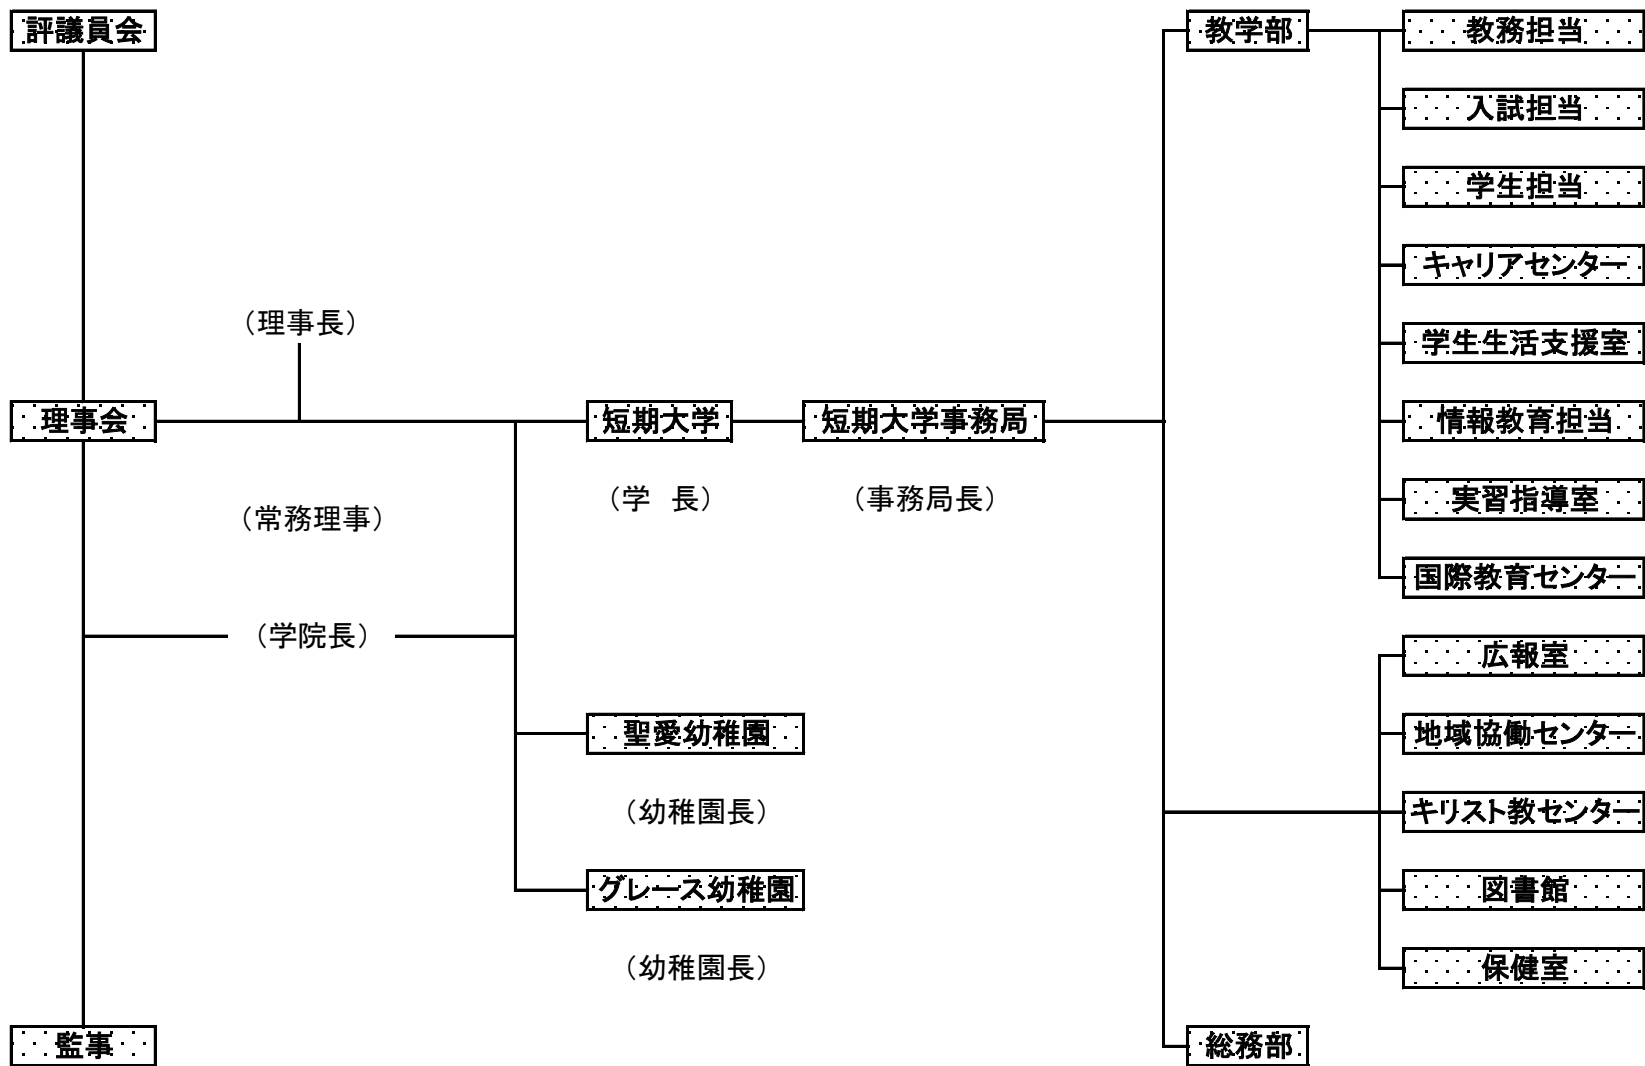 評議員会
教学部
教務担当
入試担当
学生担当
キャリアセンター
（理事長）
学生生活支援室
理事会
短期大学
短期大学事務局
情報教育担当
（常務理事）
（学　長）
（事務局長）
実習指導室
国際教育センター
（学院長）
広報室
聖愛幼稚園
地域協働センター
（幼稚園長）
キリスト教センター
グレース幼稚園
図書館
（幼稚園長）
保健室
監事
総務部